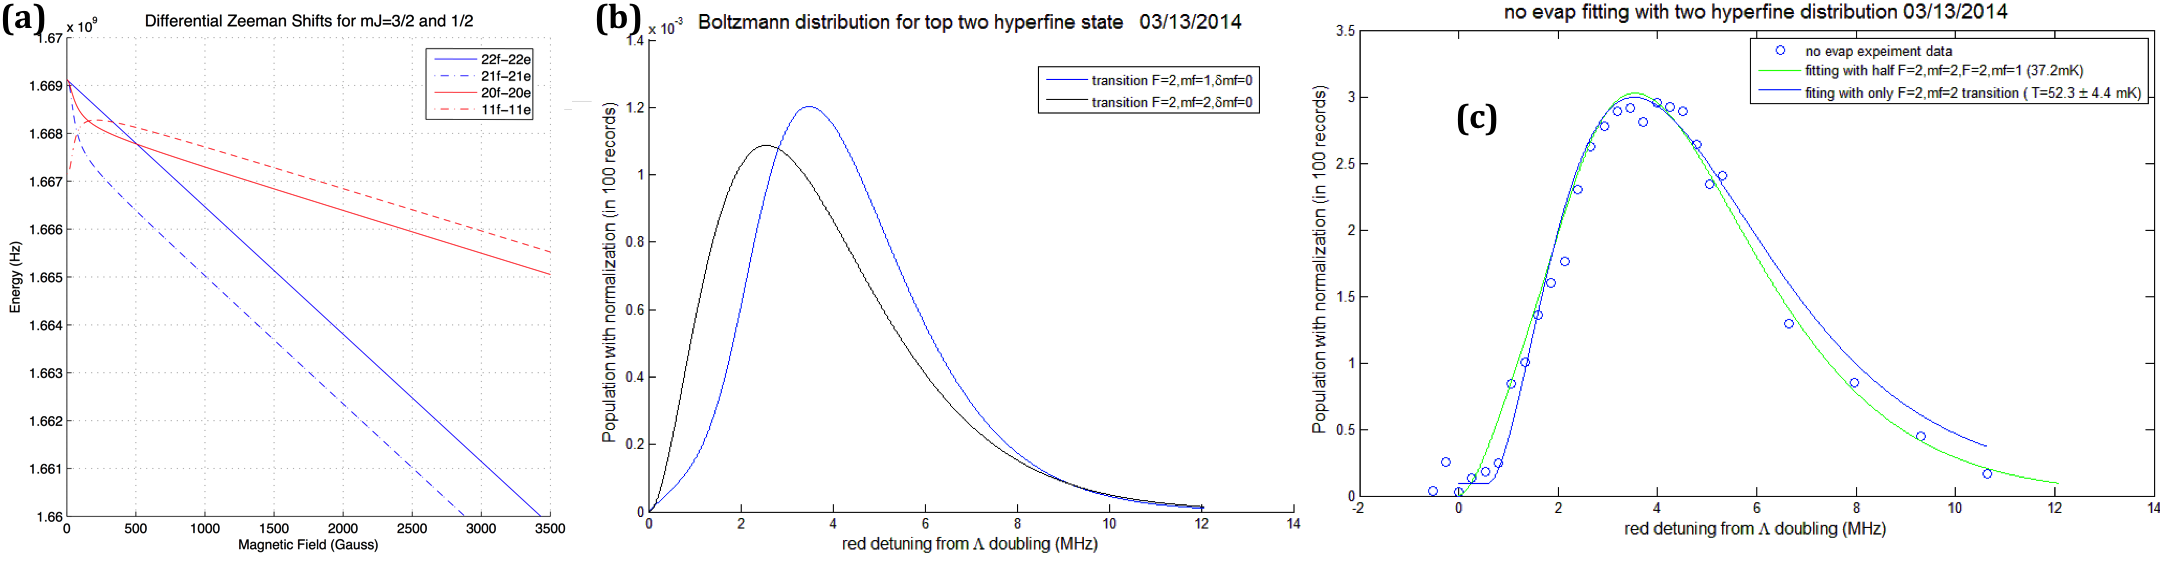 (a)
Differential Zeeman Shifts for mJ=3/2 and 1/2
x 10⁹
1.67
1.669
1.668
1.667
1.666
1.665
1.664
1.663
1.662
1.661
1.66
Energy (Hz)
22f-22e
21f-21e
20f-20e
11f-11e
0 500 1000 1500 2000 2500 3000 3500
Magnetic Field (Gauss)
(b)
Boltzmann distribution for top two hyperfine state 03/13/2014
x 10⁻³
1.4
1.2
1
0.8
0.6
0.4
0.2
0
Population with normalization (in 100 records)
transition F=2,mf=1,δmf=0
transition F=2,mf=2,δmf=0
0 2 4 6 8 10 12 14
red detuning from Λ doubling (MHz)
no evap fitting with two hyperfine distribution 03/13/2014
3.5
3
2.5
2
1.5
1
0.5
0
Population with normalization (in 100 records)
no evap expeiment data
fitting with half F=2,mf=2,F=2,mf=1 (37.2mK)
fiting with only F=2,mf=2 transition ( T=52.3 ± 4.4 mK)
(c)
-2 0 2 4 6 8 10 12 14
red detuning from Λ doubling (MHz)